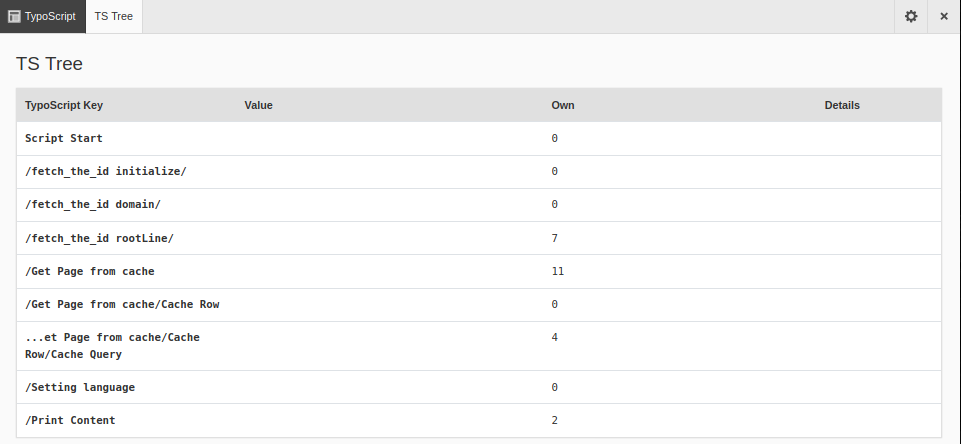 TypoScript TS Tree
TS Tree
TypoScript Key Value Own Details
Script Start 0
/fetch_the_id initialize/ 0
/fetch_the_id domain/ 0
/fetch_the_id rootLine/ 7
/Get Page from cache 11
/Get Page from cache/Cache Row 0
...et Page from cache/Cache 4
Row/Cache Query
/Setting language 0
/Print Content 2